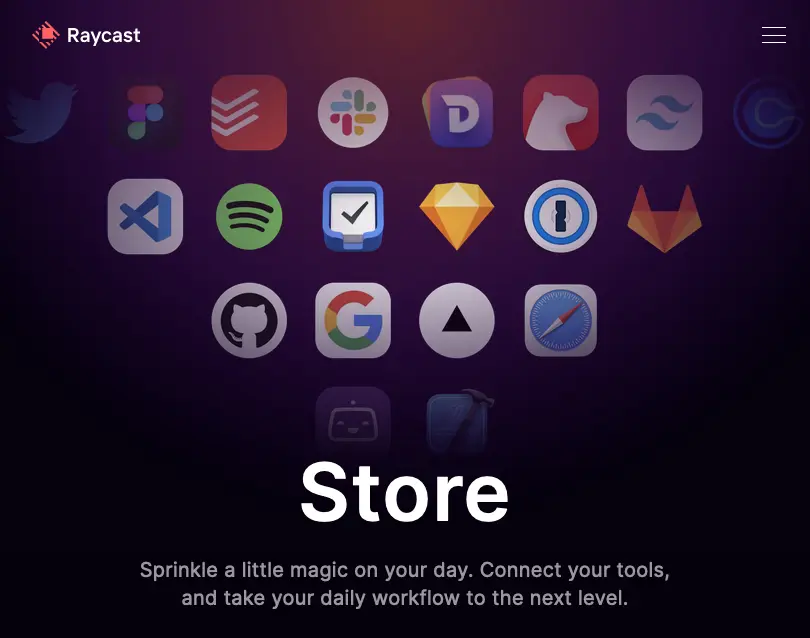 Raycast
Store
Sprinkle a little magic on your day. Connect your tools,
and take your daily workflow to the next level.